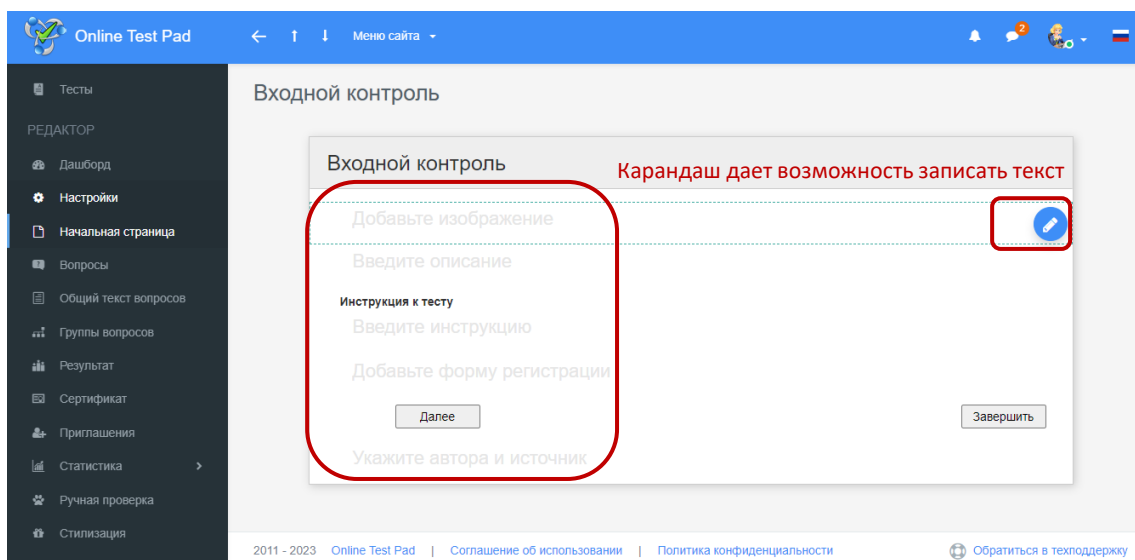 Online Test Pad
Меню сайта
2
Тесты
РЕДАКТОР
Дашборд
Настройки
Начальная страница
Вопросы
Общий текст вопросов
Группы вопросов
Результат
Сертификат
Приглашения
Статистика
Ручная проверка
Стилизация
Входной контроль
Входной контроль
Карандаш дает возможность записать текст
Добавьте изображение
Введите описание
Инструкция к тесту
Введите инструкцию
Добавьте форму регистрации
Далее
Завершить
Укажите автора и источник
2011 - 2023 Online Test Pad | Соглашение об использовании | Политика конфиденциальности
Обратиться в техподдержку